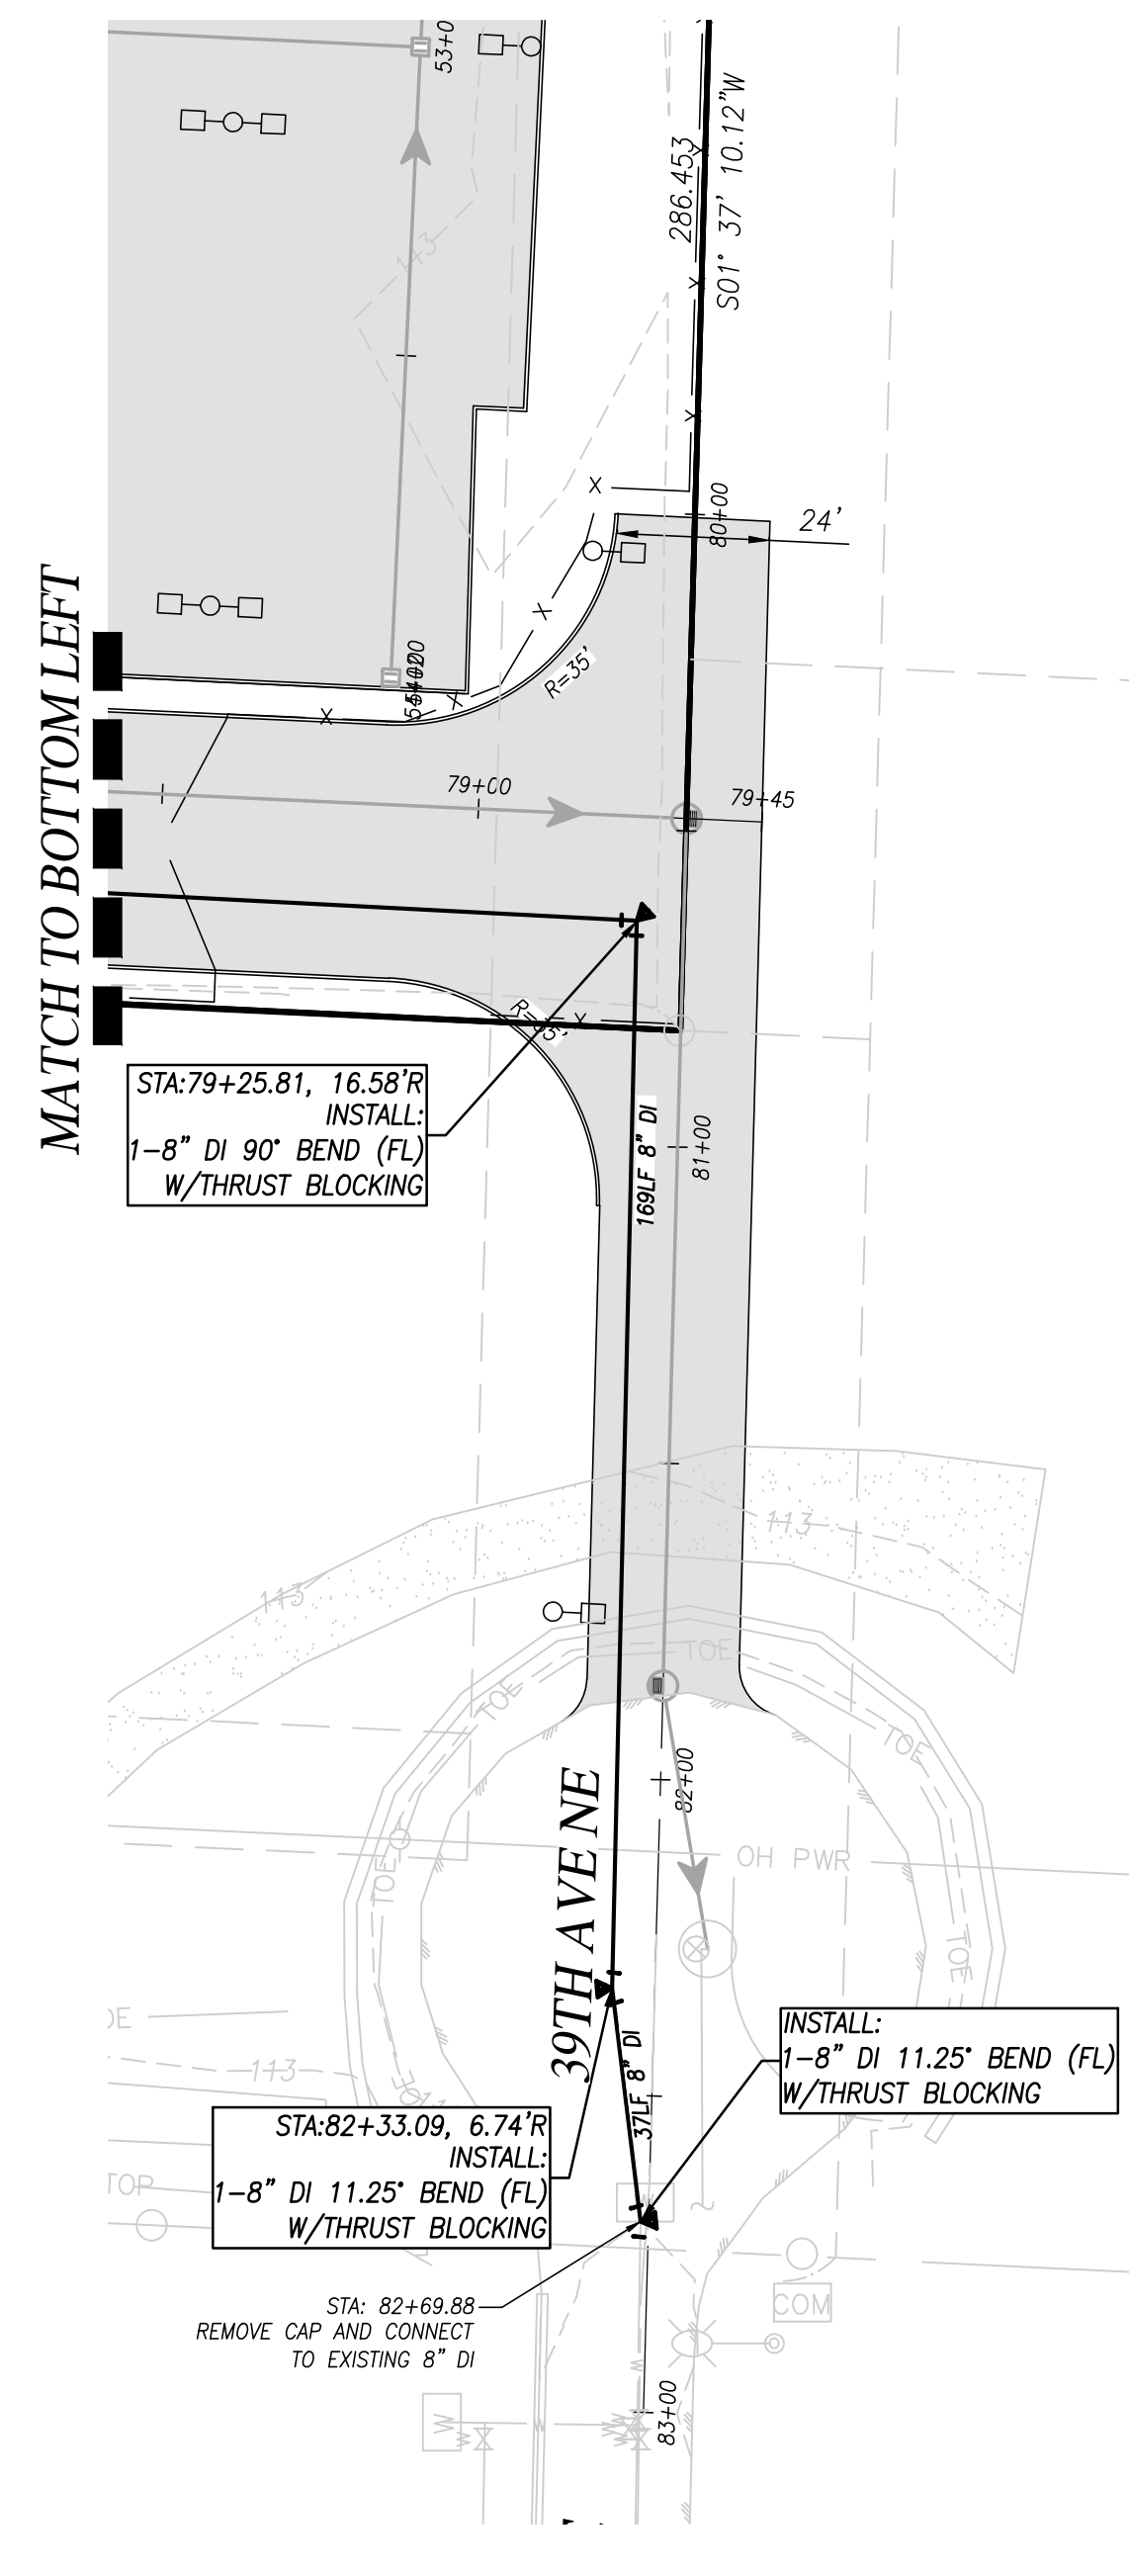 53+0
286.453
S01° 37' 10.12"W
143
80+00
24'
R=35'
54+00
MATCH TO BOTTOM LEFT
79+00
79+45
R=35'
STA:79+25.81, 16.58'R
INSTALL:
1-8" DI 90° BEND (FL)
W/THRUST BLOCKING
169LF 8" DI
81+00
113
113
TOE
TOE
TOE
82+00
OH PWR
TOE
TOE
39TH AVE NE
113
37LF 8" DI
INSTALL:
1-8" DI 11.25° BEND (FL)
W/THRUST BLOCKING
STA:82+33.09, 6.74'R
INSTALL:
1-8" DI 11.25° BEND (FL)
W/THRUST BLOCKING
TOP
STA: 82+69.88
REMOVE CAP AND CONNECT
TO EXISTING 8" DI
COM
83+00